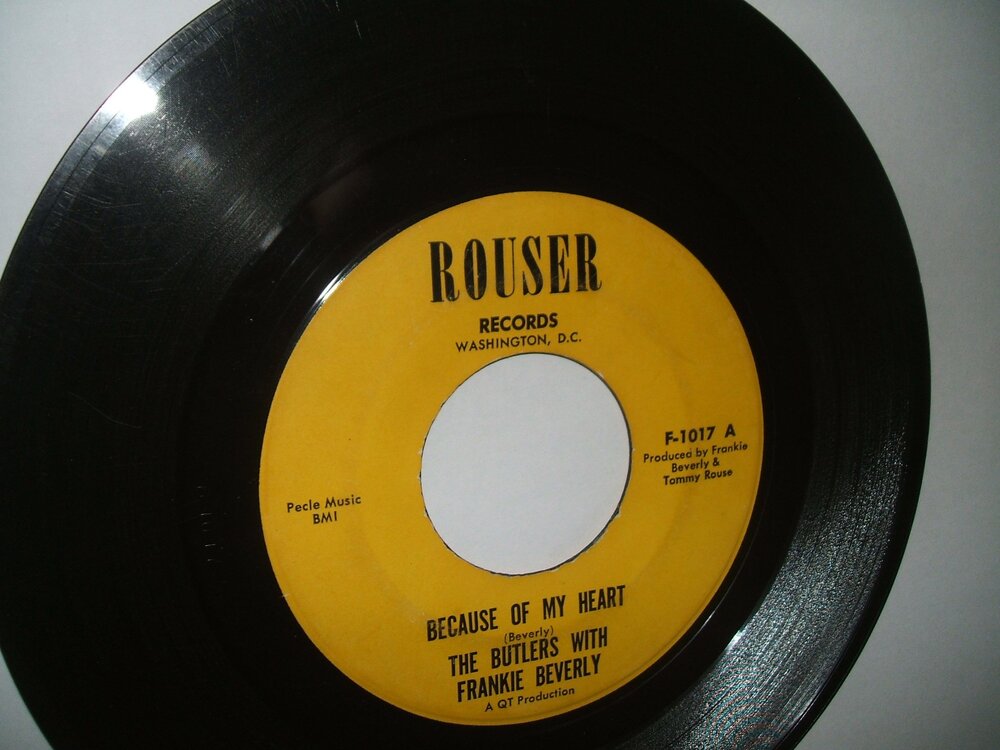 ROUSER
RECORDS
WASHINGTON, D.C.
F-1017 A
Produced by Frankie
Beverly &
Tommy Rouse
Pecle Music
BMI
BECAUSE OF MY HEART
(Beverly)
THE BUTLERS WITH
FRANKIE BEVERLY
A QT Production